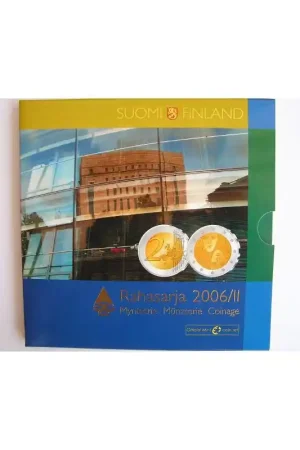 SUOMI FINLAND
Rahasarja 2006/II
Myntserie, Münzserie, Coinage